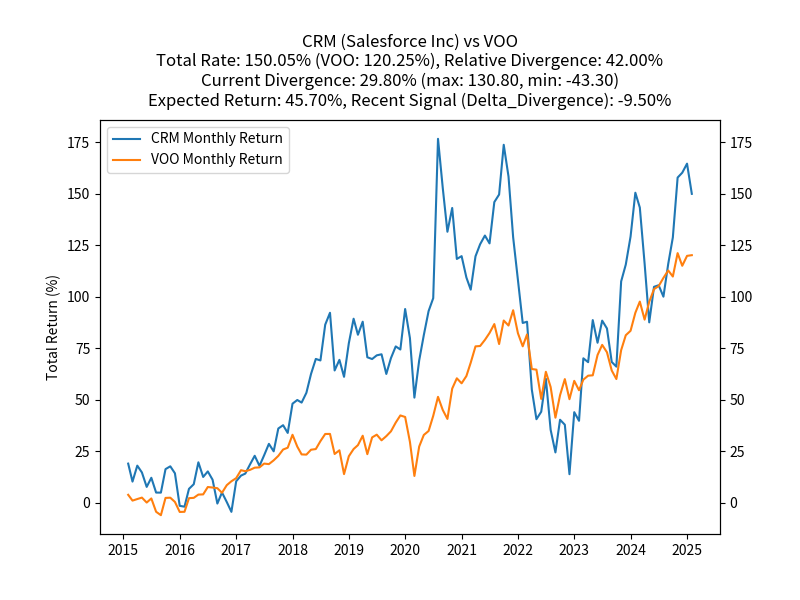 CRM (Salesforce Inc) vs VOO
Total Rate: 150.05% (VOO: 120.25%), Relative Divergence: 42.00%
Current Divergence: 29.80% (max: 130.80, min: -43.30)
Expected Return: 45.70%, Recent Signal (Delta_Divergence): -9.50%
CRM Monthly Return
VOO Monthly Return
Total Return (%)
175 175
150 150
125 125
100 100
75 75
50 50
25 25
0 0
2015 2016 2017 2018 2019 2020 2021 2022 2023 2024 2025